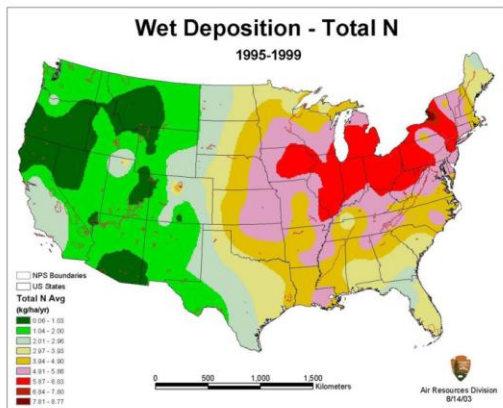 Wet Deposition - Total N
1995-1999
NPS Boundaries
US States
Total N Avg
(kg/ha/yr)
0.06 - 1.03
1.04 - 2.00
2.01 - 2.96
2.97 - 3.93
3.94 - 4.90
4.91 - 5.86
5.87 - 6.83
6.84 - 7.80
7.81 - 8.77
0 500 1,000 1,500
Kilometers
Air Resources Division
8/14/03